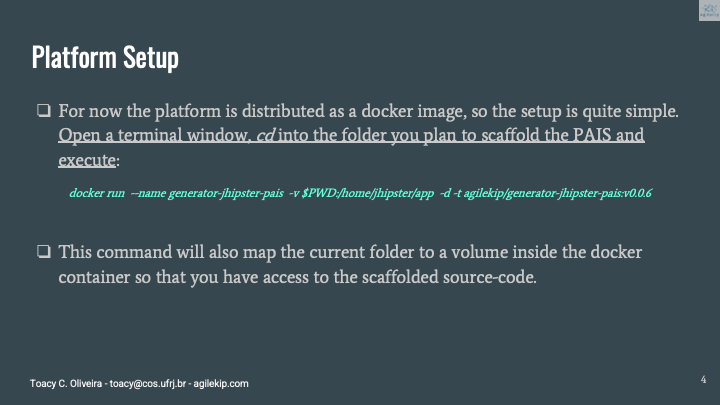 agilekip
Platform Setup
❏ For now the platform is distributed as a docker image, so the setup is quite simple.
Open a terminal window, cd into the folder you plan to scaffold the PAIS and
execute:
docker run --name generator-jhipster-pais -v $PWD:/home/jhipster/app -d -t agilekip/generator-jhipster-pais:v0.0.6
❏ This command will also map the current folder to a volume inside the docker
container so that you have access to the scaffolded source-code.
Toacy C. Oliveira - toacy@cos.ufrj.br - agilekip.com
4